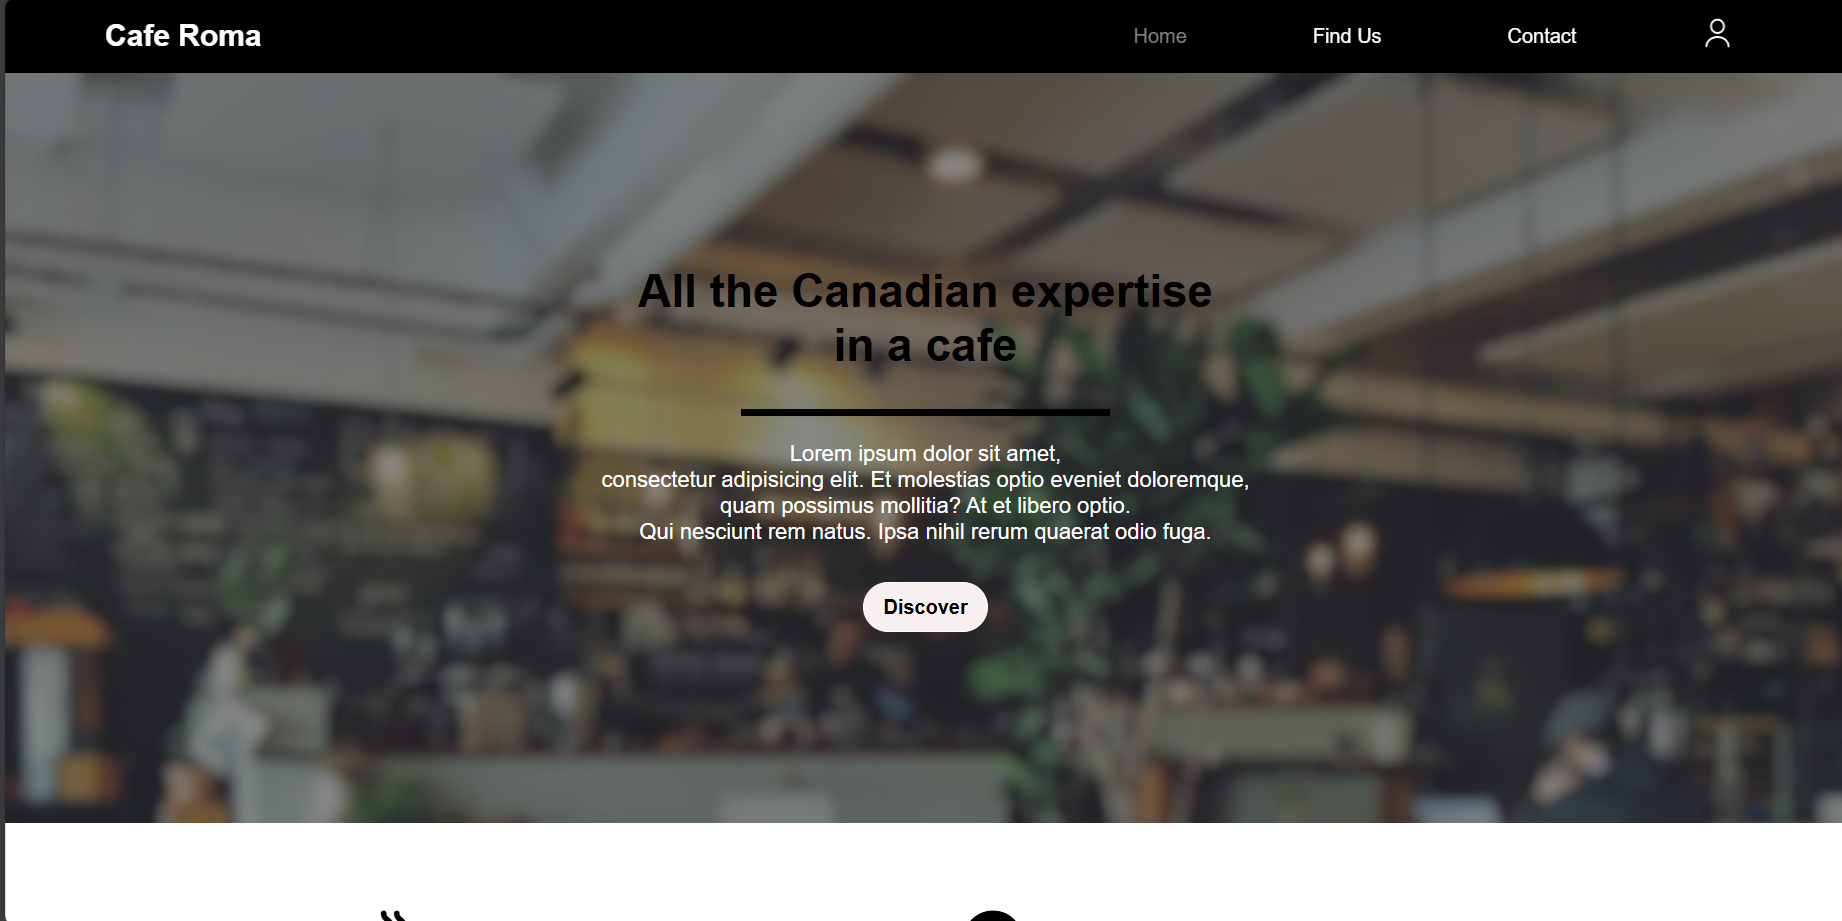 Cafe Roma
Home
Find Us
Contact
All the Canadian expertise
in a cafe
Lorem ipsum dolor sit amet,
consectetur adipisicing elit. Et molestias optio eveniet doloremque,
quam possimus mollitia? At et libero optio.
Qui nesciunt rem natus. Ipsa nihil rerum quaerat odio fuga.
Discover